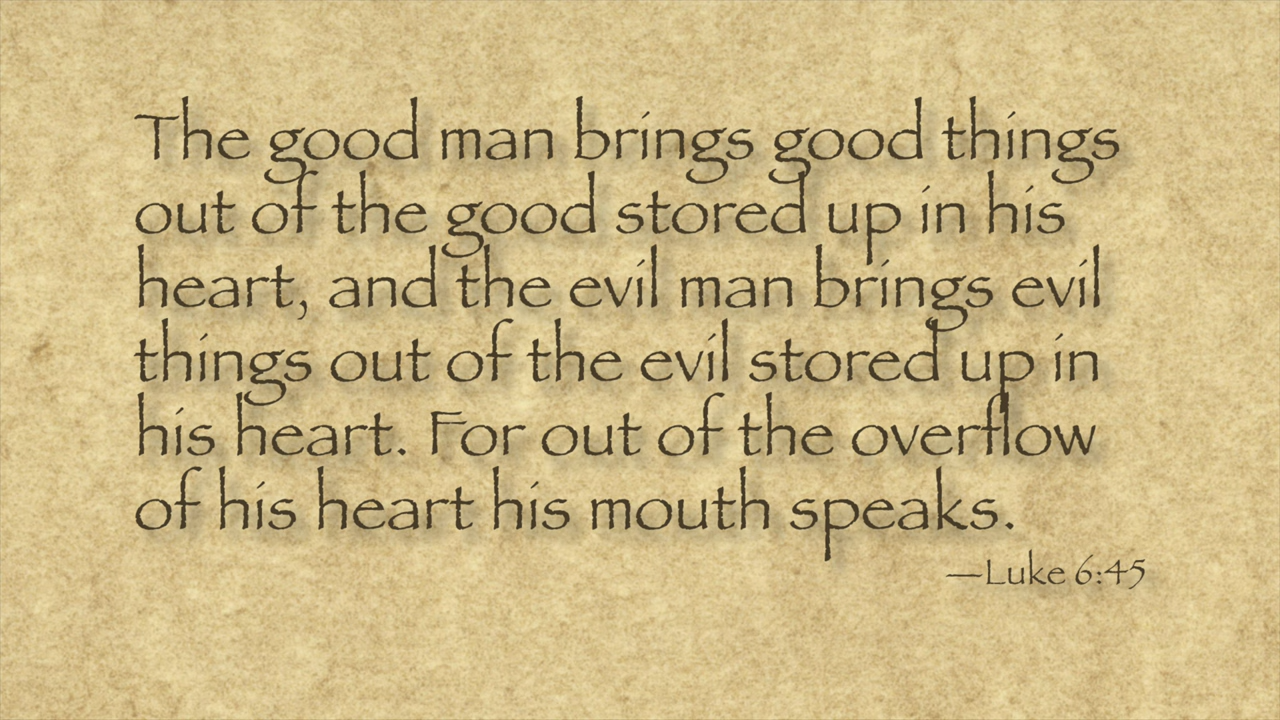 The good man brings good things
out of the good stored up in his
heart, and the evil man brings evil
things out of the evil stored up in
his heart. For out of the overflow
of his heart his mouth speaks.
—Luke 6:45